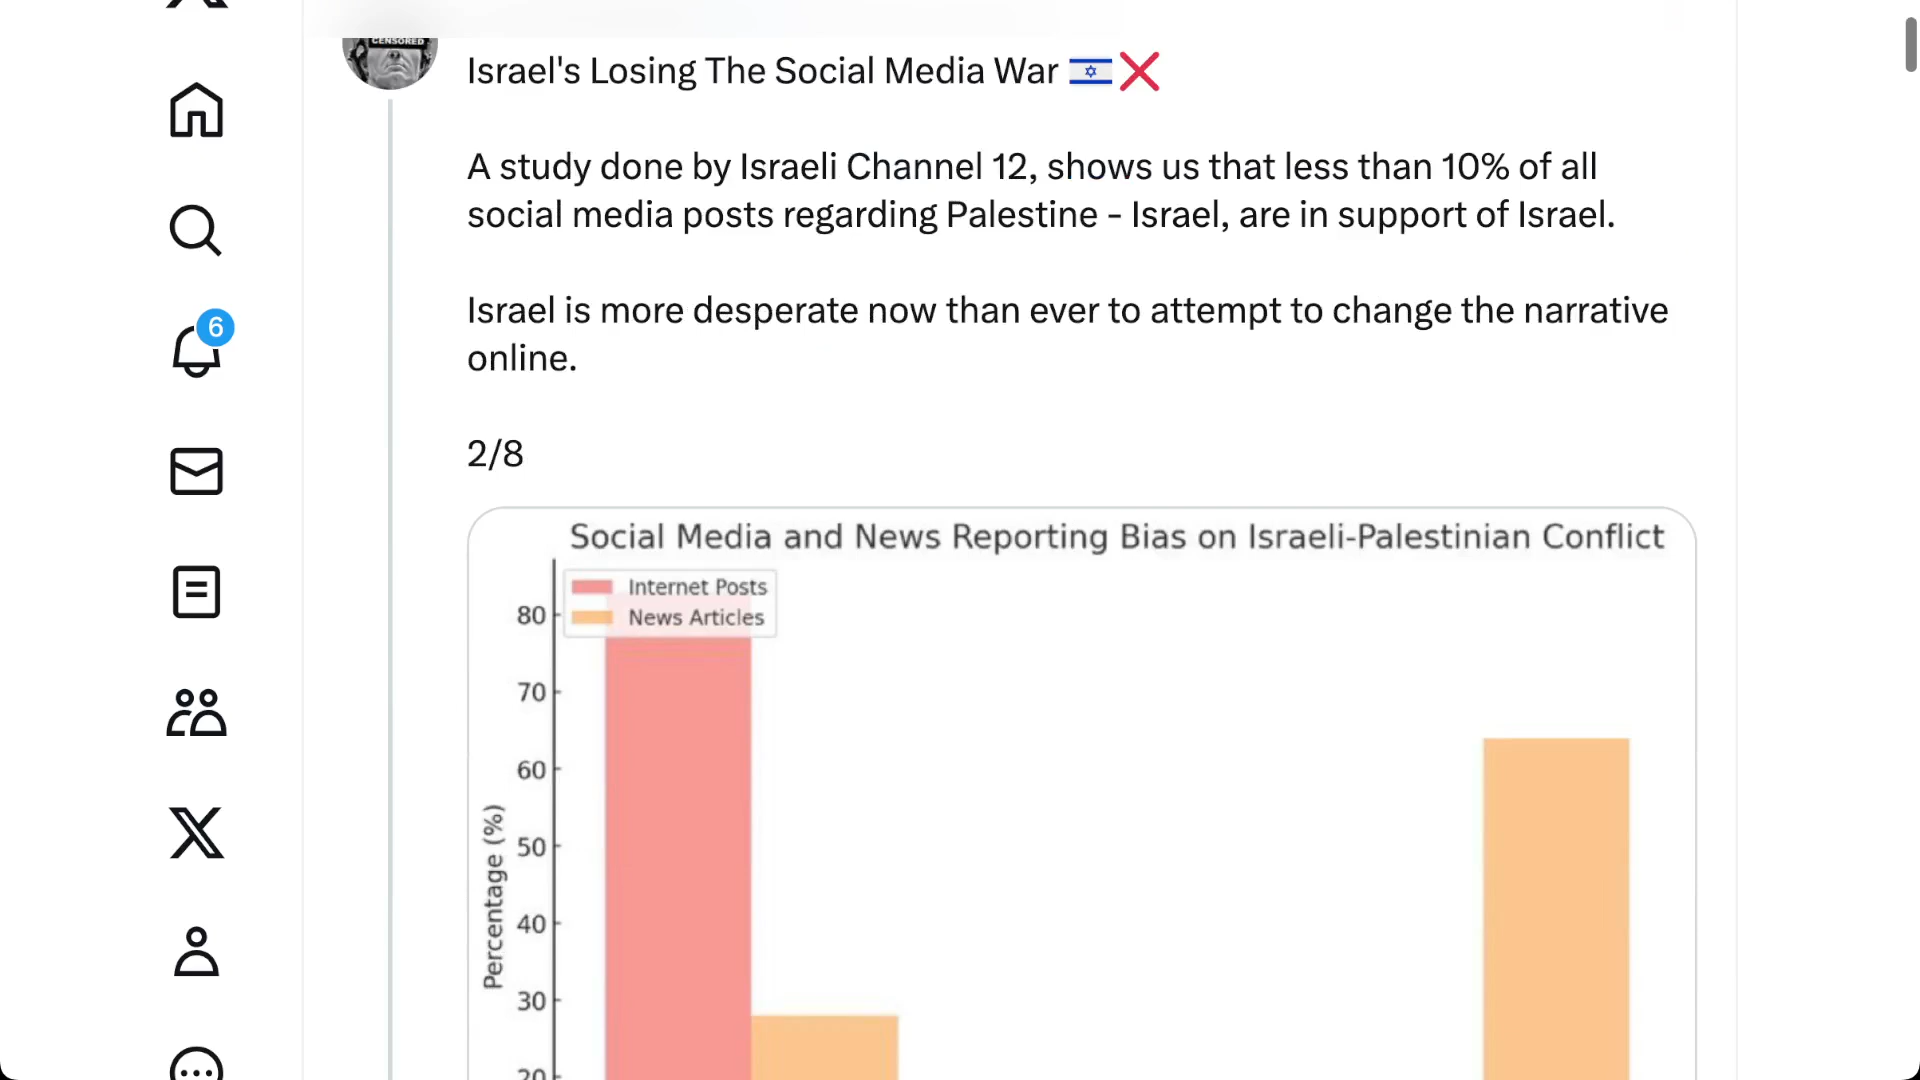 CENSORED
Israel's Losing The Social Media War 🇮🇱❌
A study done by Israeli Channel 12, shows us that less than 10% of all
social media posts regarding Palestine - Israel, are in support of Israel.
Israel is more desperate now than ever to attempt to change the narrative
online.
2/8
6
Social Media and News Reporting Bias on Israeli-Palestinian Conflict
Internet Posts
News Articles
80
70
60
50
40
30
20
Percentage (%)